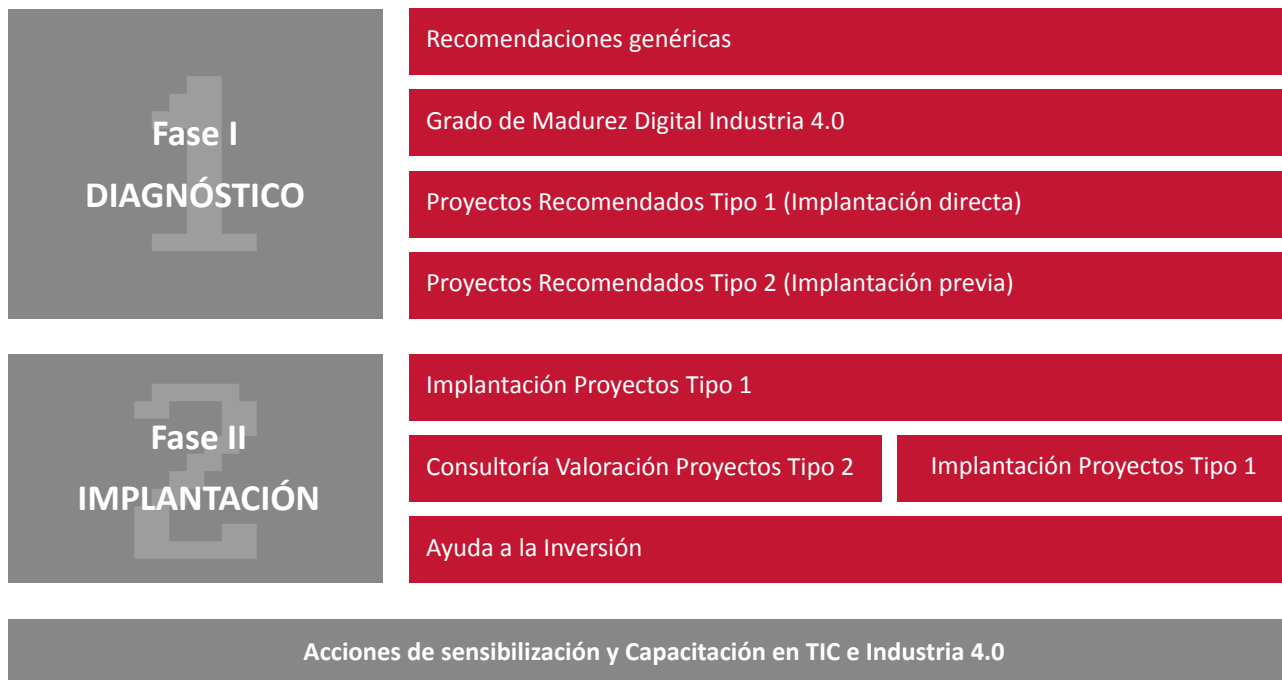 1
Fase I
DIAGNÓSTICO
Recomendaciones genéricas
Grado de Madurez Digital Industria 4.0
Proyectos Recomendados Tipo 1 (Implantación directa)
Proyectos Recomendados Tipo 2 (Implantación previa)
2
Fase II
IMPLANTACIÓN
Implantación Proyectos Tipo 1
Consultoría Valoración Proyectos Tipo 2
Implantación Proyectos Tipo 1
Ayuda a la Inversión
Acciones de sensibilización y Capacitación en TIC e Industria 4.0